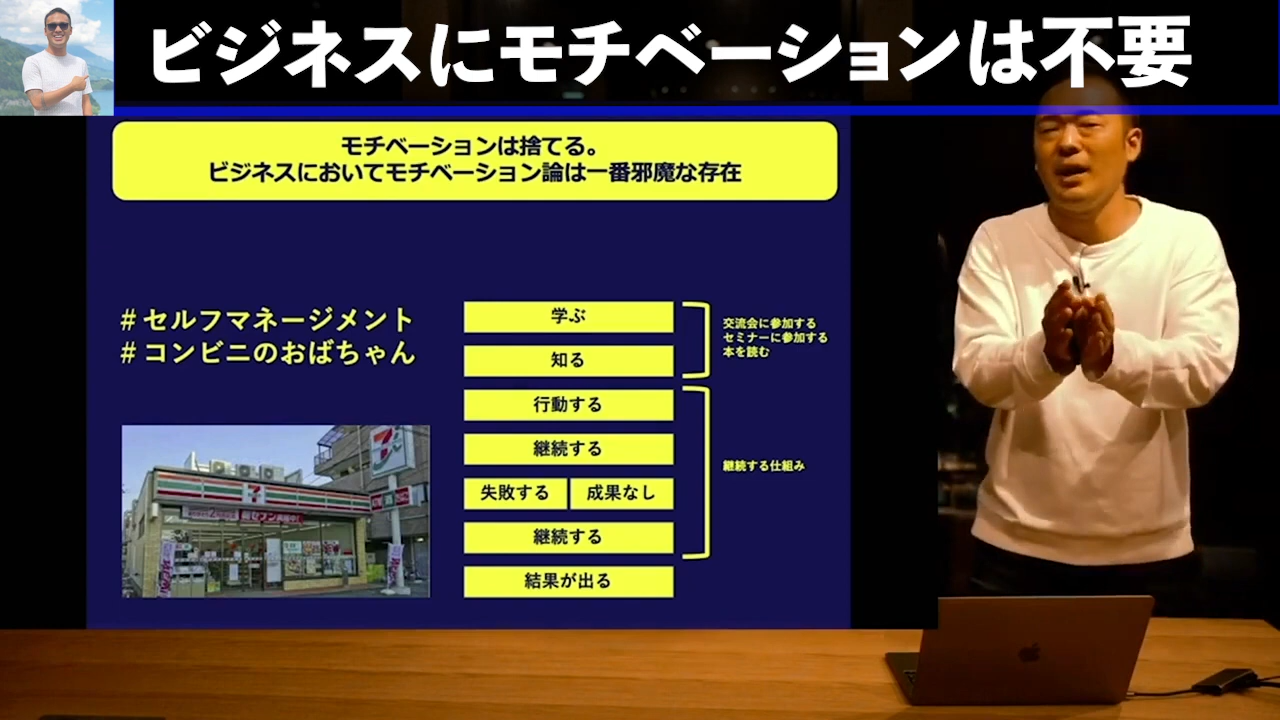 ビジネスにモチベーションは不要
モチベーションは捨てる。
ビジネスにおいてモチベーション論は一番邪魔な存在
#セルフマネージメント
#コンビニのおばちゃん
学ぶ
知る
行動する
継続する
失敗する
成果なし
継続する
結果が出る
交流会に参加する
セミナーに参加する
本を読む
継続する仕組み
7
7